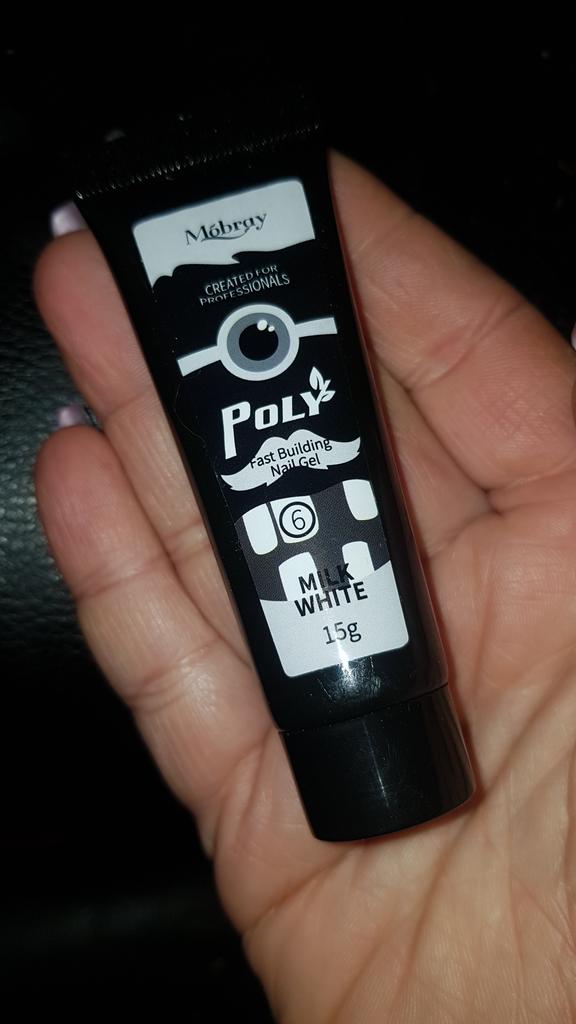 Mobray
CREATED FOR
PROFESSIONALS
POLY
Fast Building
Nail Gel
6
MILK
WHITE
15g